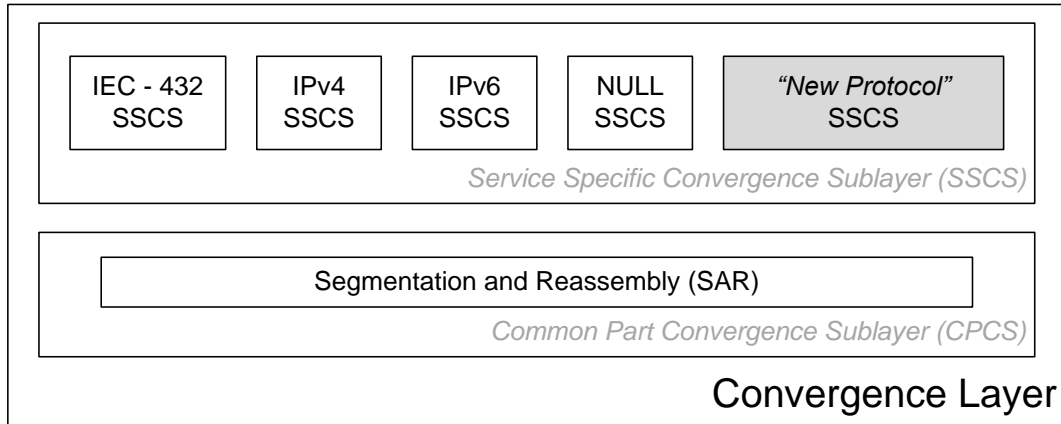 IEC - 432
SSCS
IPv4
SSCS
IPv6
SSCS
NULL
SSCS
“New Protocol”
SSCS
Service Specific Convergence Sublayer (SSCS)
Segmentation and Reassembly (SAR)
Common Part Convergence Sublayer (CPCS)
Convergence Layer